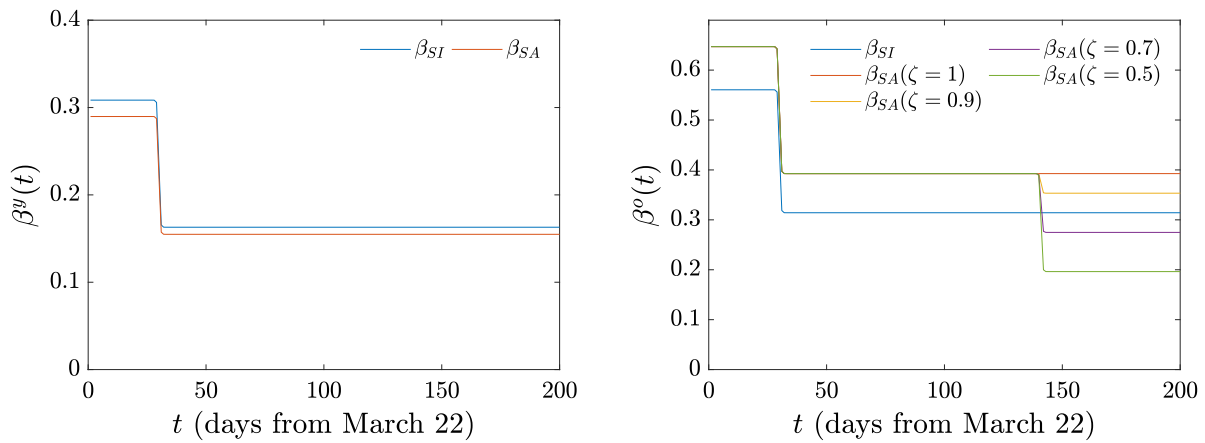 0.4
0.3
0.2
0.1
0
β^y(t)
β_SI β_SA
0 50 100 150 200
t (days from March 22)
0.6
0.5
0.4
0.3
0.2
0.1
0
β^o(t)
β_SI β_SA(ζ = 0.7)
β_SA(ζ = 1) β_SA(ζ = 0.5)
β_SA(ζ = 0.9)
0 50 100 150 200
t (days from March 22)